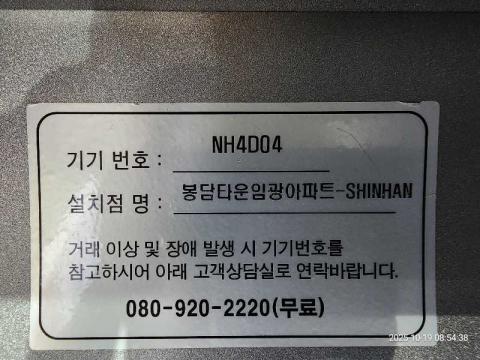 기기 번호 : NH4D04
설치점 명 : 봉담타운임광아파트-SHINHAN
거래 이상 및 장애 발생 시 기기번호를
참고하시어 아래 고객상담실로 연락바랍니다.
080-920-2220(무료)
2025-10-19 08:54:38